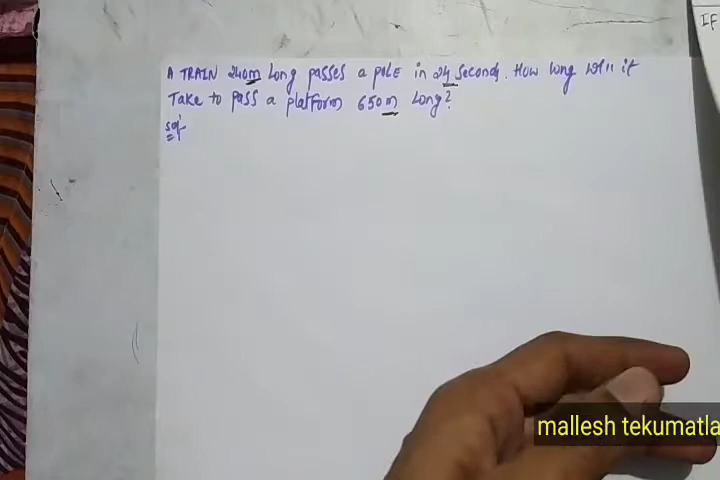 A TRAIN 240m Long passes a pole in 24 seconds. How long will it
Take to pass a platform 650m Long?
Sol
IF
mallesh tekumatla